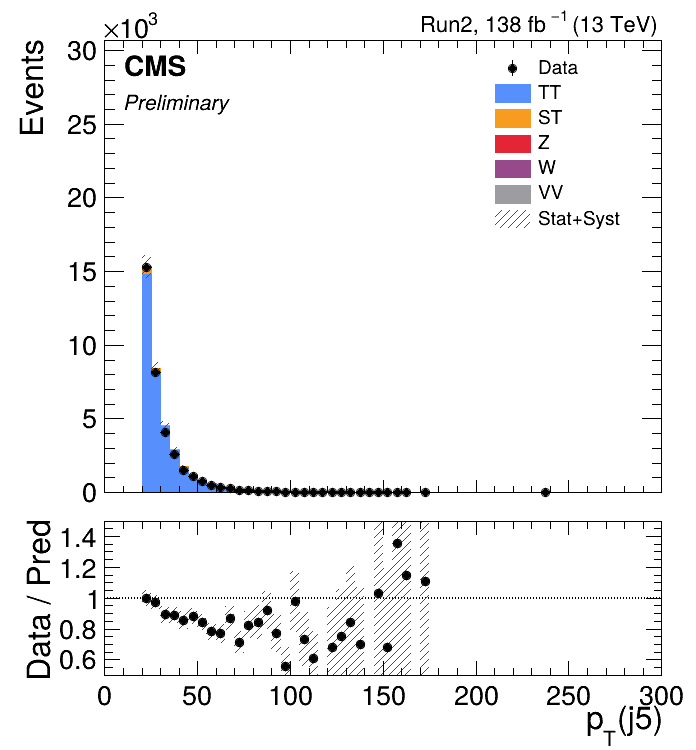 ×10³
Run2, 138 fb⁻¹ (13 TeV)
CMS
Preliminary
Events
30
25
20
15
10
5
0
Data
TT
ST
Z
W
VV
Stat+Syst
Data / Pred
1.4
1.2
1
0.8
0.6
0 50 100 150 200 250 300
p_T(j5)